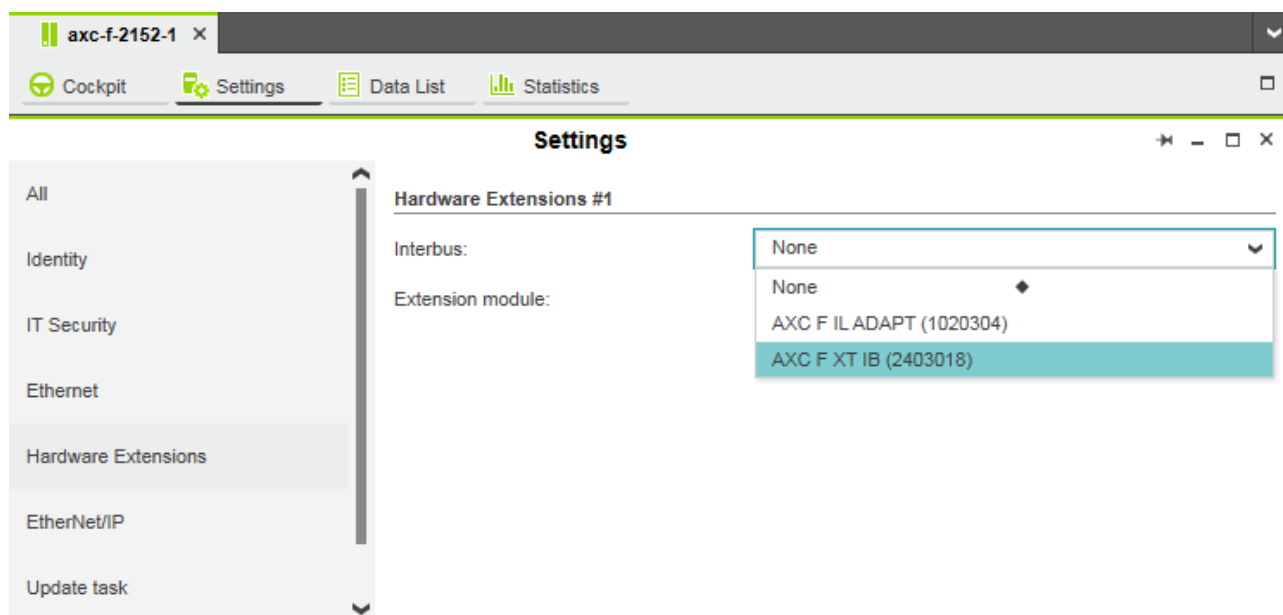 axc-f-2152-1
Cockpit Settings Data List Statistics
Settings
All
Identity
IT Security
Ethernet
Hardware Extensions
EtherNet/IP
Update task
Hardware Extensions #1
Interbus: None
Extension module:
None
AXC F IL ADAPT (1020304)
AXC F XT IB (2403018)